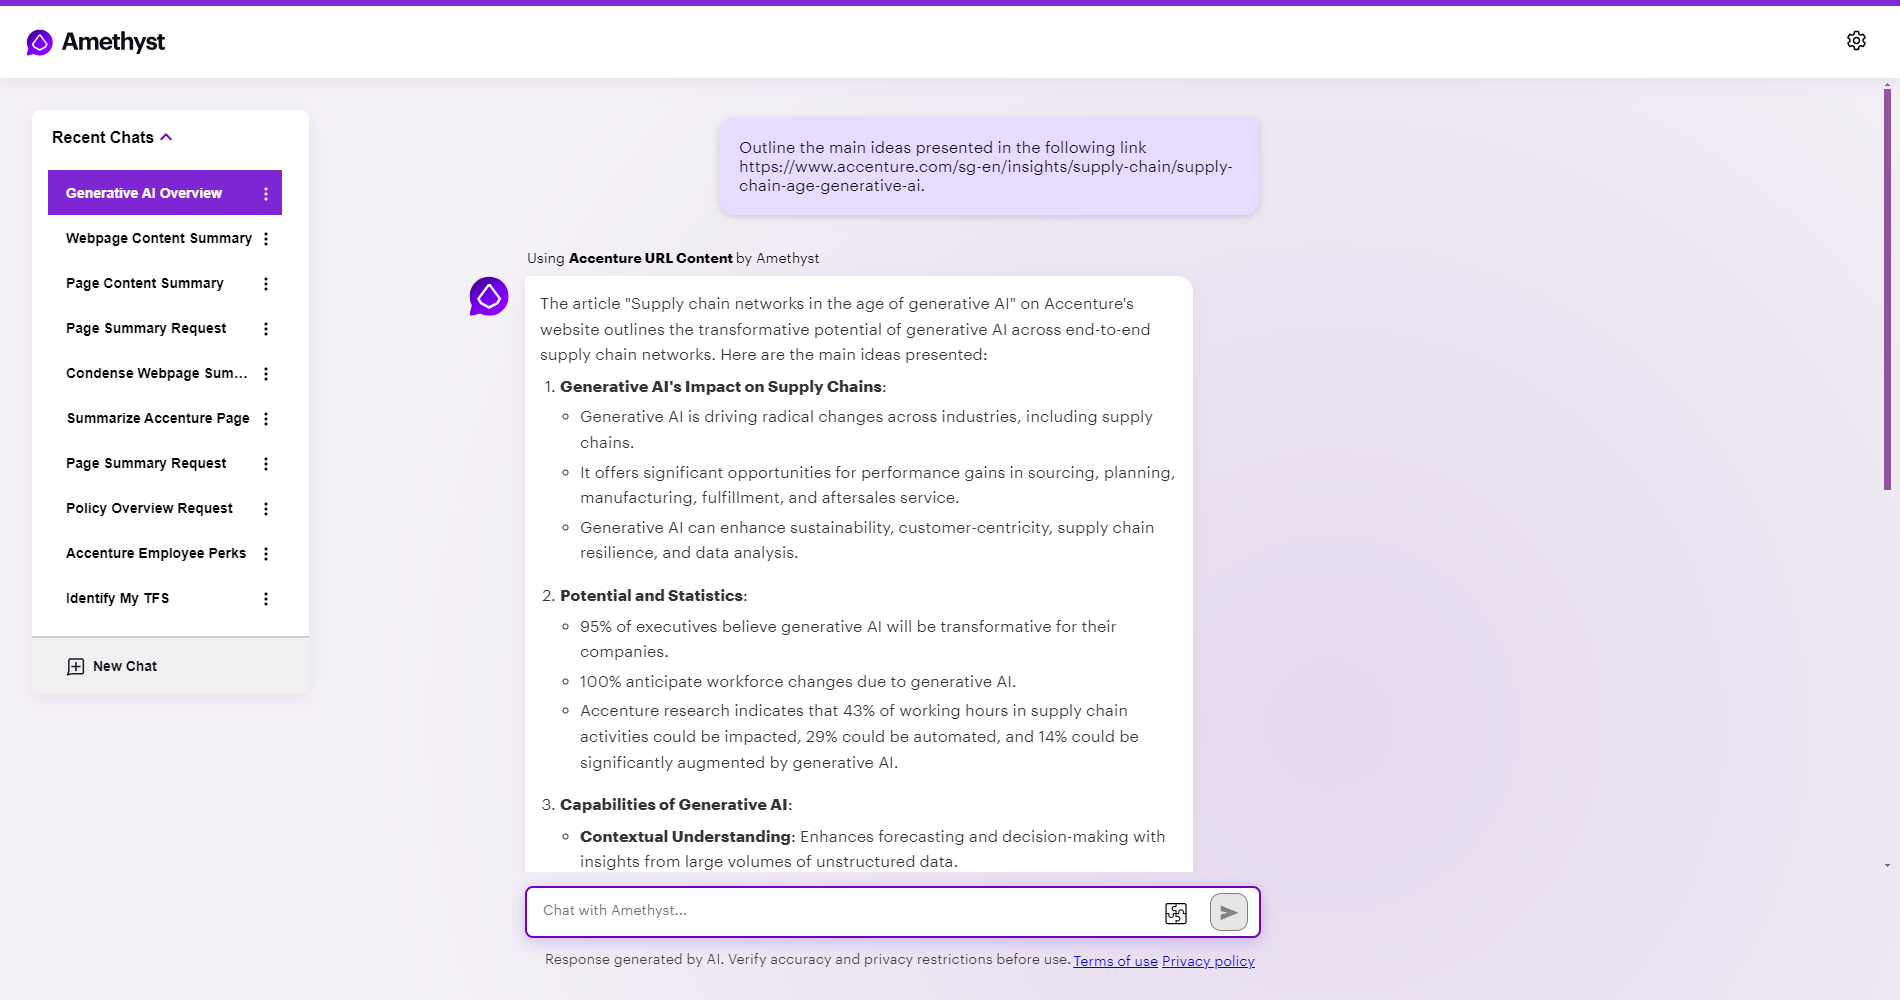 Amethyst
Recent Chats
Generative AI Overview
Webpage Content Summary
Page Content Summary
Page Summary Request
Condense Webpage Sum...
Summarize Accenture Page
Page Summary Request
Policy Overview Request
Accenture Employee Perks
Identify My TFS
New Chat
Outline the main ideas presented in the following link
https://www.accenture.com/sg-en/insights/supply-chain/supply-
chain-age-generative-ai.
Using Accenture URL Content by Amethyst
The article "Supply chain networks in the age of generative AI" on Accenture's
website outlines the transformative potential of generative AI across end-to-end
supply chain networks. Here are the main ideas presented:
1. Generative AI's Impact on Supply Chains:
Generative AI is driving radical changes across industries, including supply
chains.
It offers significant opportunities for performance gains in sourcing, planning,
manufacturing, fulfillment, and aftersales service.
Generative AI can enhance sustainability, customer-centricity, supply chain
resilience, and data analysis.
2. Potential and Statistics:
95% of executives believe generative AI will be transformative for their
companies.
100% anticipate workforce changes due to generative AI.
Accenture research indicates that 43% of working hours in supply chain
activities could be impacted, 29% could be automated, and 14% could be
significantly augmented by generative AI.
3. Capabilities of Generative AI:
Contextual Understanding: Enhances forecasting and decision-making with
insights from large volumes of unstructured data.
Chat with Amethyst...
Response generated by AI. Verify accuracy and privacy restrictions before use. Terms of use Privacy policy